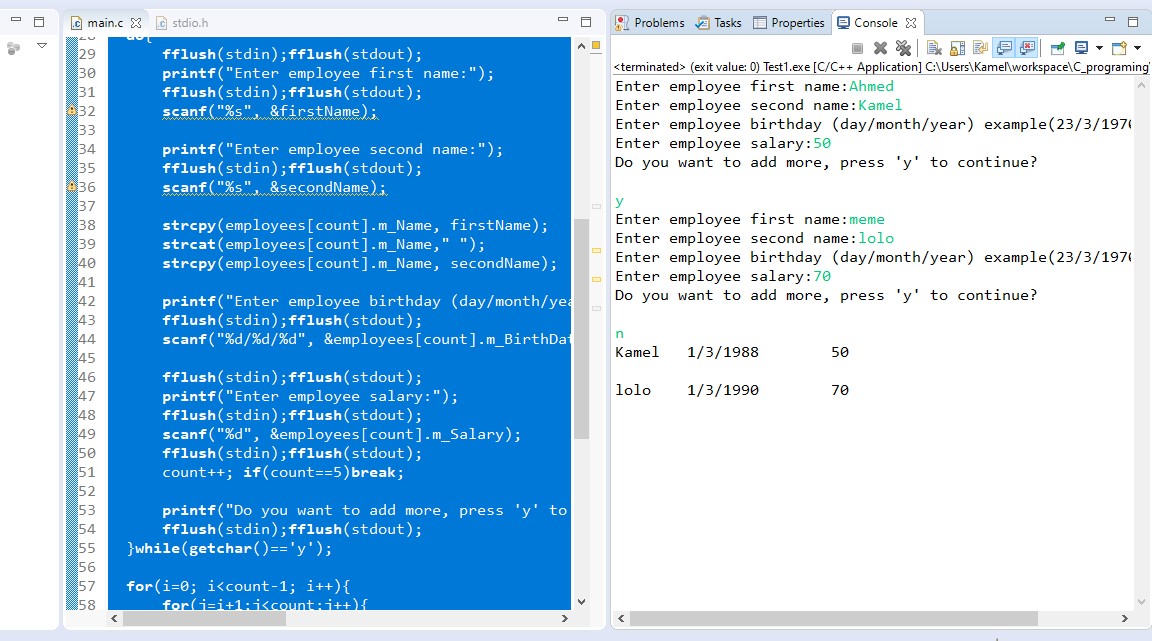 main.c
stdio.h
28 do{
29 fflush(stdin);fflush(stdout);
30 printf("Enter employee first name:");
31 fflush(stdin);fflush(stdout);
32 scanf("%s", &firstName);
33
34 printf("Enter employee second name:");
35 fflush(stdin);fflush(stdout);
36 scanf("%s", &secondName);
37
38 strcpy(employees[count].m_Name, firstName);
39 strcat(employees[count].m_Name," ");
40 strcpy(employees[count].m_Name, secondName);
41
42 printf("Enter employee birthday (day/month/yea
43 fflush(stdin);fflush(stdout);
44 scanf("%d/%d/%d", &employees[count].m_BirthDat
45
46 fflush(stdin);fflush(stdout);
47 printf("Enter employee salary:");
48 fflush(stdin);fflush(stdout);
49 scanf("%d", &employees[count].m_Salary);
50 fflush(stdin);fflush(stdout);
51 count++; if(count==5)break;
52
53 printf("Do you want to add more, press 'y' to
54 fflush(stdin);fflush(stdout);
55 }while(getchar()=='y');
56
57 for(i=0; i<count-1; i++){
58 for(j=i+1;j<count;j++){
Problems Tasks Properties Console
<terminated> (exit value: 0) Test1.exe [C/C++ Application] C:\Users\Kamel\workspace\C_programing\
Enter employee first name:Ahmed
Enter employee second name:Kamel
Enter employee birthday (day/month/year) example(23/3/1970
Enter employee salary:50
Do you want to add more, press 'y' to continue?
y
Enter employee first name:meme
Enter employee second name:lolo
Enter employee birthday (day/month/year) example(23/3/1970
Enter employee salary:70
Do you want to add more, press 'y' to continue?
n
Kamel 1/3/1988 50
lolo 1/3/1990 70